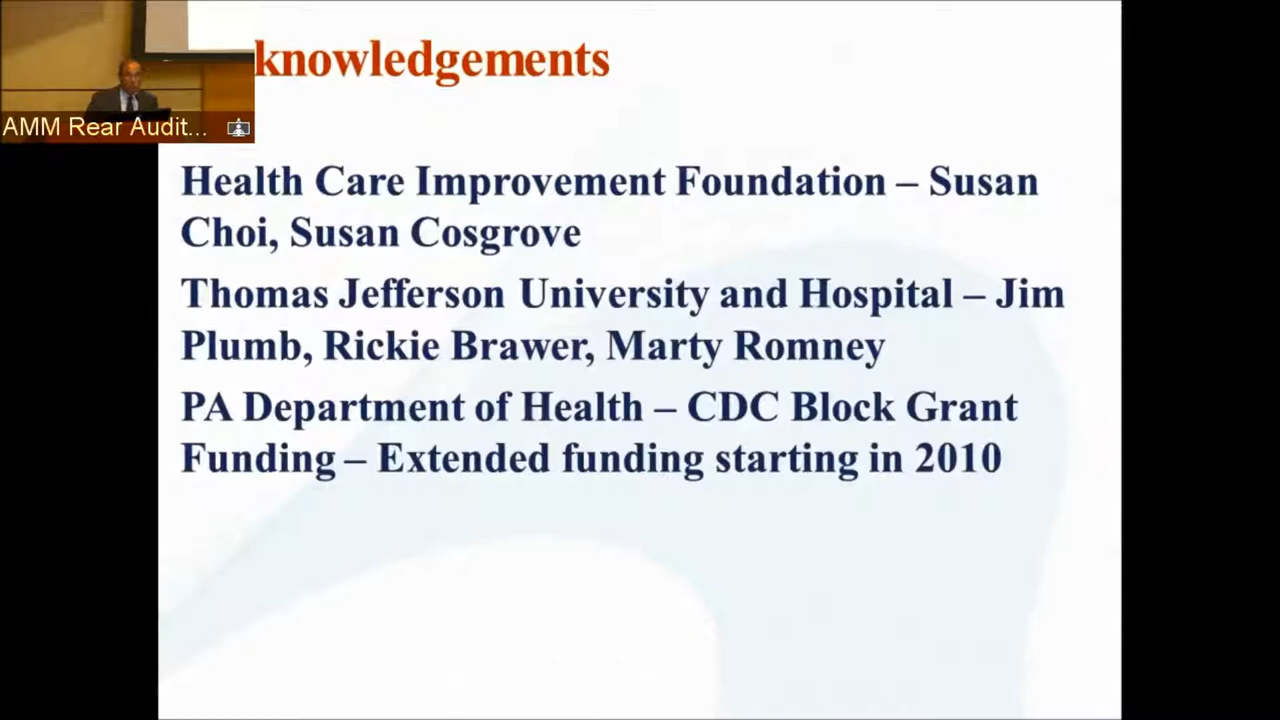 knowledgements
AMM Rear Audit...
Health Care Improvement Foundation – Susan
Choi, Susan Cosgrove
Thomas Jefferson University and Hospital – Jim
Plumb, Rickie Brawer, Marty Romney
PA Department of Health – CDC Block Grant
Funding – Extended funding starting in 2010